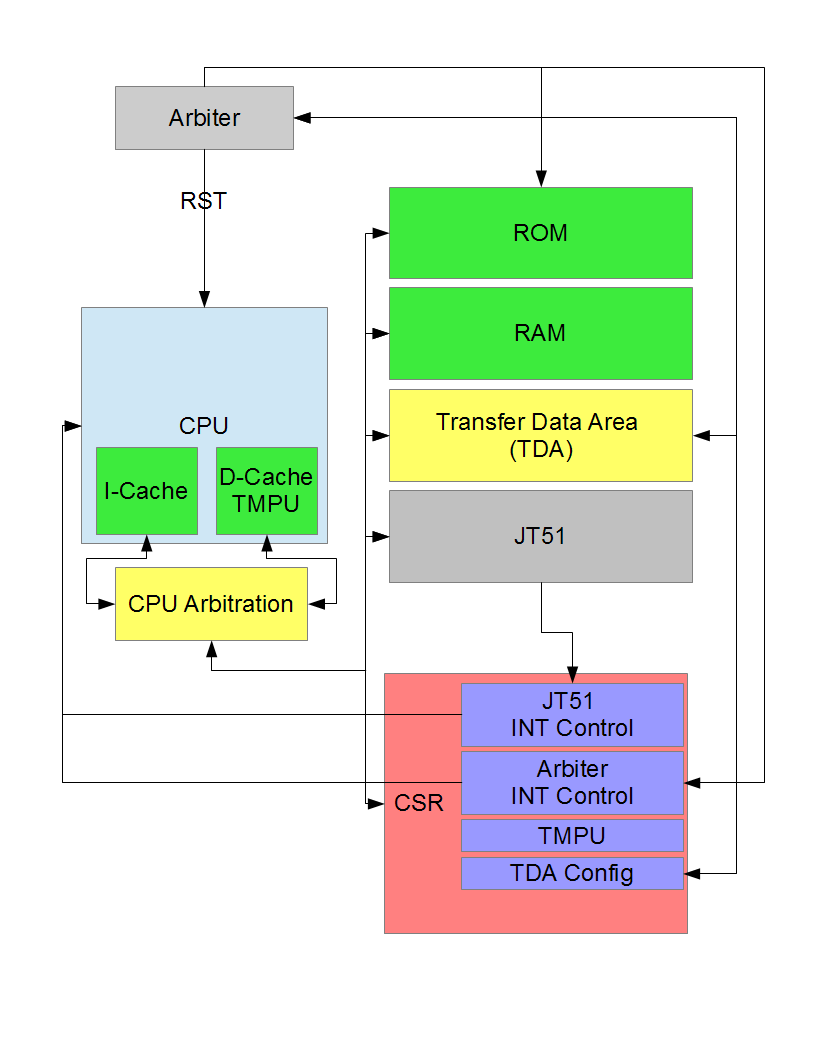 Arbiter
RST
ROM
RAM
CPU
Transfer Data Area
(TDA)
I-Cache
D-Cache
TMPU
JT51
CPU Arbitration
JT51
INT Control
Arbiter
INT Control
CSR
TMPU
TDA Config